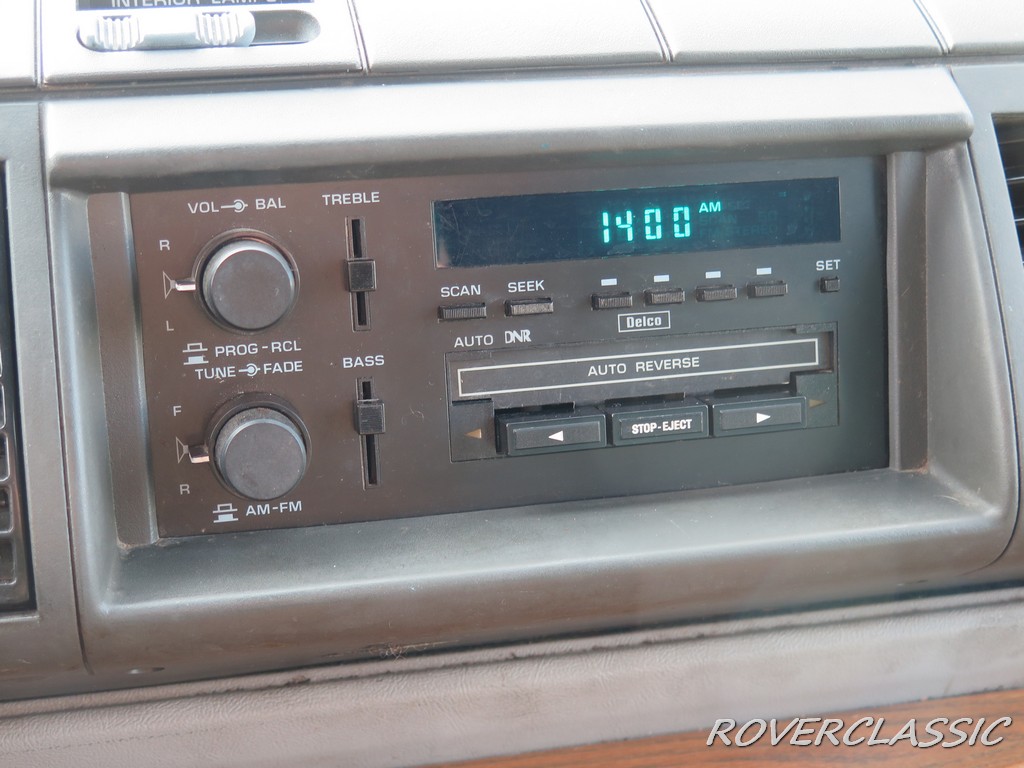 INTERIOR LAMPS
VOL BAL
TREBLE
R
L
1400 AM
SCAN
SEEK
SET
Delco
PROG-RCL
TUNE FADE
BASS
AUTO DNR
AUTO REVERSE
STOP-EJECT
F
R
AM-FM
ROVERCLASSIC